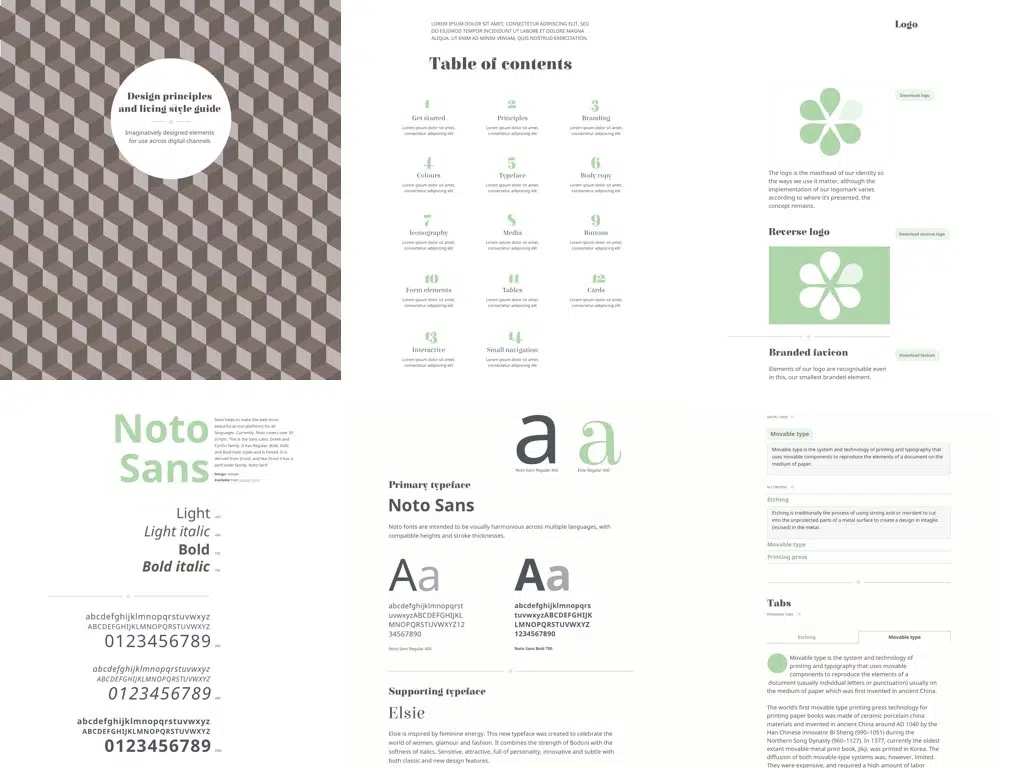 Design principles
and living style guide
Imaginatively designed elements
for use across digital channels
LOREM IPSUM DOLOR SIT AMET, CONSECTETUR ADIPISCING ELIT, SED
DO EIUSMOD TEMPOR INCIDIDUNT UT LABORE ET DOLORE MAGNA
ALIQUA. UT ENIM AD MINIM VENIAM, QUIS NOSTRUD EXERCITATION.
Table of contents
1 2 3
Get started Principles Branding
Lorem ipsum dolor sit amet, Lorem ipsum dolor sit amet, Lorem ipsum dolor sit amet,
consectetur adipiscing elit consectetur adipiscing elit consectetur adipiscing elit
4 5 6
Colours Typeface Body copy
Lorem ipsum dolor sit amet, Lorem ipsum dolor sit amet, Lorem ipsum dolor sit amet,
consectetur adipiscing elit consectetur adipiscing elit consectetur adipiscing elit
7 8 9
Iconography Media Buttons
Lorem ipsum dolor sit amet, Lorem ipsum dolor sit amet, Lorem ipsum dolor sit amet,
consectetur adipiscing elit consectetur adipiscing elit consectetur adipiscing elit
10 11 12
Form elements Tables Cards
Lorem ipsum dolor sit amet, Lorem ipsum dolor sit amet, Lorem ipsum dolor sit amet,
consectetur adipiscing elit consectetur adipiscing elit consectetur adipiscing elit
13 14
Interactive Small navigation
Lorem ipsum dolor sit amet, Lorem ipsum dolor sit amet,
consectetur adipiscing elit consectetur adipiscing elit
Logo
Download logo
The logo is the masthead of our identity so
the ways we use it matter, although the
implementation of our logomark varies
according to where it's presented, the
concept remains.
Reverse logo
Download reverse logo
Branded favicon
Download favicon
Elements of our logo are recognisable even
in this, our smallest branded element.
Noto
Sans
Noto helps to make the web more
beautiful across platforms for all
languages. Currently, Noto covers over 30
scripts. This is the Sans Latin, Greek and
Cyrillic family. It has Regular, Bold, Italic
and Bold Italic styles and is hinted. It is
derived from Droid, and like Droid it has a
serif sister family, Noto Serif.
Design:
Available from
Light
Light italic
Bold
Bold italic
abcdefghijklmnopqrstuvwxyz
ABCDEFGHIJKLMNOPQRSTUVWXYZ
0123456789
abcdefghijklmnopqrstuvwxyz
ABCDEFGHIJKLMNOPQRSTUVWXYZ
0123456789
abcdefghijklmnopqrstuvwxyz
ABCDEFGHIJKLMNOPQRSTUVWXYZ
0123456789
a a
Noto Sans Regular 400 Elsie Regular 400
Primary typeface
Noto Sans
Noto fonts are intended to be visually harmonious across multiple languages, with
compatible heights and stroke thicknesses.
Aa Aa
abcdefghijklmnopqrst abcdefghijklmnopqrs
uvwxyzABCDEFGHIJKL tuvwxyzABCDEFGHIJK
MNOPQRSTUVWXYZ12 LMNOPQRSTUVWXYZ
34567890 1234567890
Noto Sans Regular 400 Noto Sans Bold 700
Supporting typeface
Elsie
Elsie is inspired by feminine energy. This new typeface was created to celebrate the
world of women, glamour and fashion. It combines the strength of Bodoni with the
softness of italics. Sensitive, attractive, full of personality, innovative and subtle with
both classic and new design features.
Movable type
Movable type is the system and technology of printing and typography that
uses movable components to reproduce the elements of a document on the
medium of paper.
Etching
Etching is traditionally the process of using strong acid or mordant to cut
into the unprotected parts of a metal surface to create a design in intaglio
(incised) in the metal.
Movable type
Printing press
Tabs
Etching Movable type
Movable type is the system and technology of
printing and typography that uses movable
components to reproduce the elements of a
document (usually individual letters or punctuation) usually on
the medium of paper which was first invented in ancient China.
The world's first movable type printing press technology for
printing paper books was made of ceramic porcelain china
materials and invented in ancient China around AD 1040 by the
Han Chinese innovator Bi Sheng (990–1051) during the
Northern Song Dynasty (960–1127). In 1377, currently the oldest
extant movable metal print book, Jikji, was printed in Korea. The
diffusion of both movable-type systems was, however, limited.
They were expensive, and required a high amount of labor